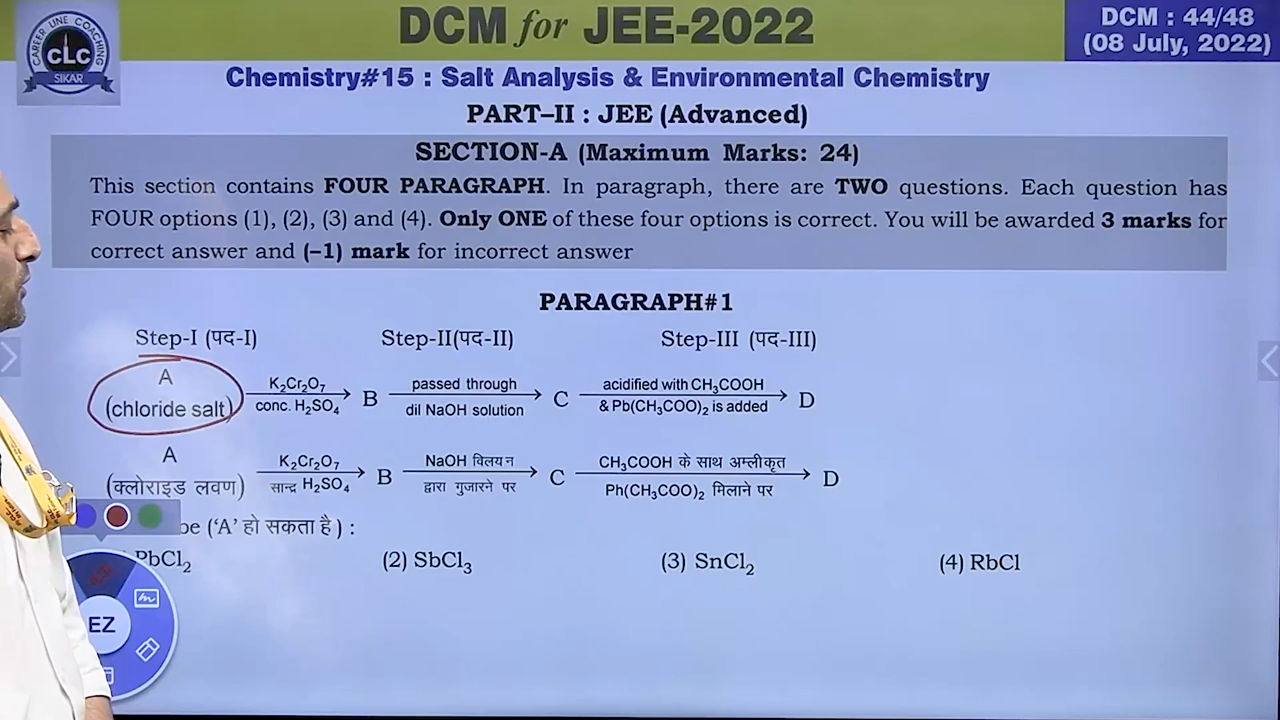 DCM for JEE-2022
DCM : 44/48
(08 July, 2022)
CAREER LINE COACHING
CLC
SIKAR
Chemistry#15 : Salt Analysis & Environmental Chemistry
PART–II : JEE (Advanced)
SECTION-A (Maximum Marks: 24)
This section contains FOUR PARAGRAPH. In paragraph, there are TWO questions. Each question has
FOUR options (1), (2), (3) and (4). Only ONE of these four options is correct. You will be awarded 3 marks for
correct answer and (–1) mark for incorrect answer
PARAGRAPH#1
Step-I (पद-I) Step-II(पद-II) Step-III (पद-III)
A
(chloride salt) K₂Cr₂O₇ conc. H₂SO₄ B passed through dil NaOH solution C acidified with CH₃COOH & Pb(CH₃COO)₂ is added D
A
(क्लोराइड लवण) K₂Cr₂O₇ सान्द्र H₂SO₄ B NaOH विलयन द्वारा गुजारने पर C CH₃COOH के साथ अम्लीकृत Ph(CH₃COO)₂ मिलाने पर D
be (‘A’ हो सकता है) :
PbCl₂ (2) SbCl₃ (3) SnCl₂ (4) RbCl
EZ